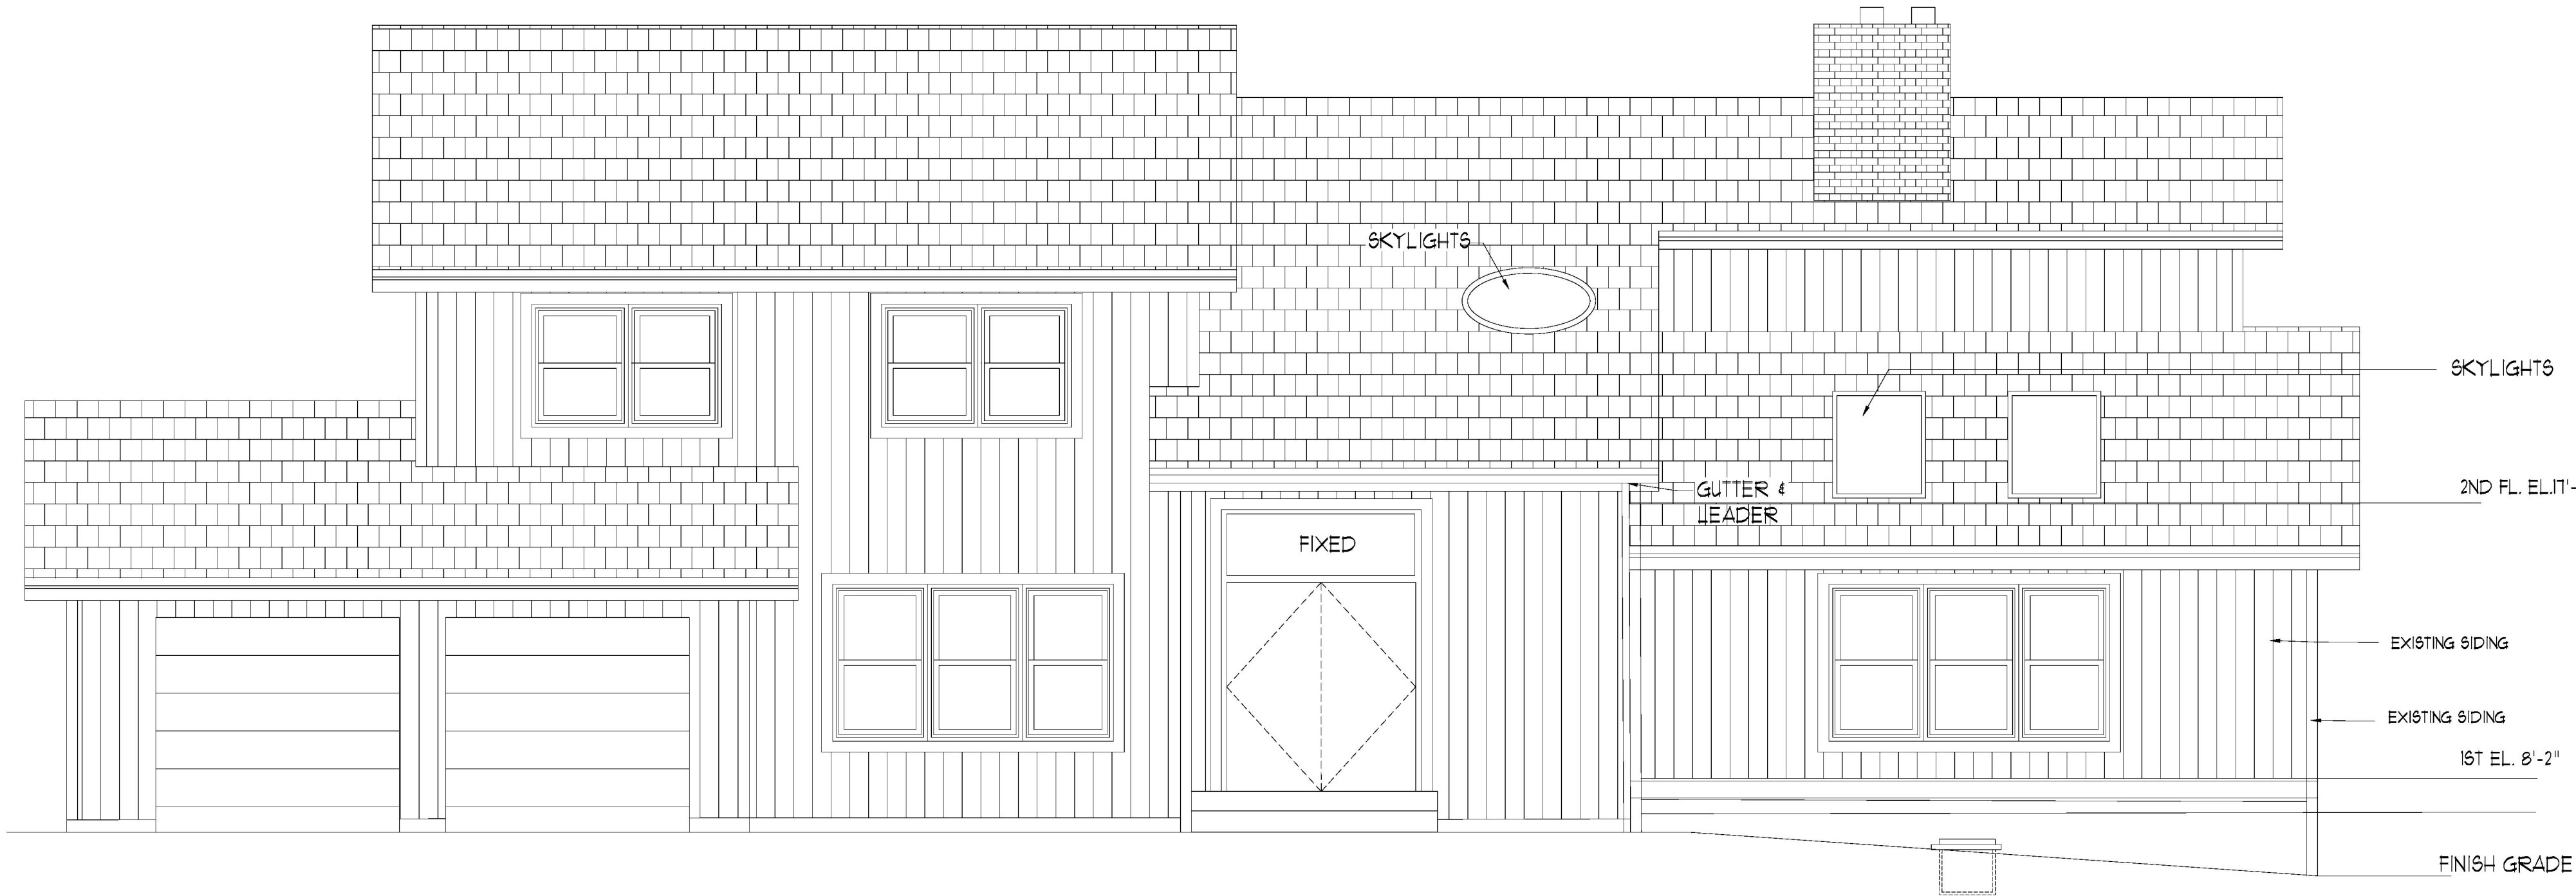 SKYLIGHTS
SKYLIGHTS
GUTTER &
LEADER
2ND FL. EL.17'-
FIXED
EXISTING SIDING
EXISTING SIDING
1ST EL. 8'-2"
FINISH GRADE